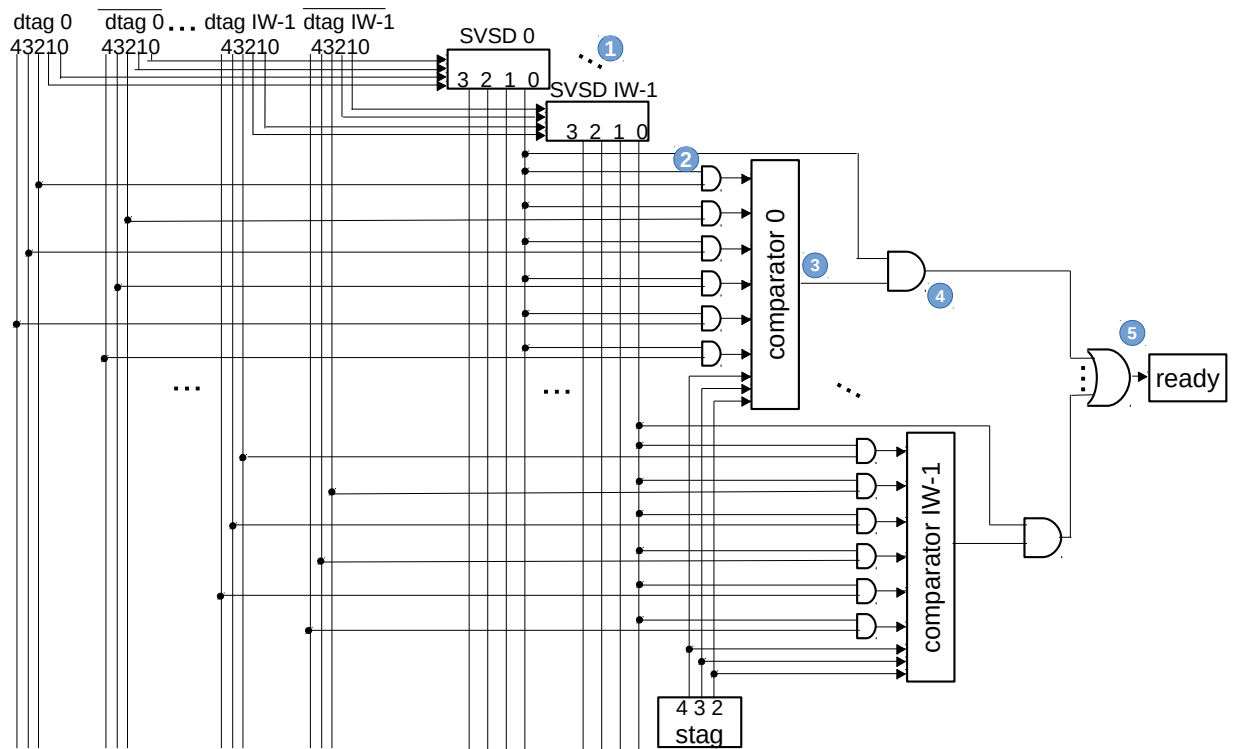 dtag 0 dtag 0 ... dtag IW-1 dtag IW-1
43210 43210 43210 43210
SVSD 0
3 2 1 0
1
SVSD IW-1
3 2 1 0
2
comparator 0
3
4
5
ready
comparator IW-1
4 3 2
stag